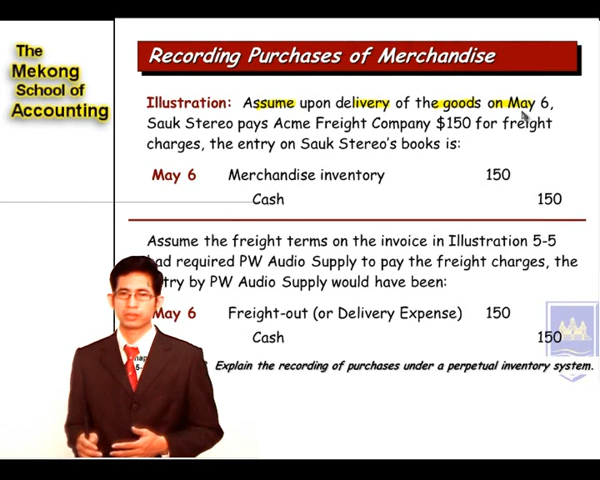 The
Mekong
School of
Accounting
Recording Purchases of Merchandise
Illustration: Assume upon delivery of the goods on May 6,
Sauk Stereo pays Acme Freight Company $150 for freight
charges, the entry on Sauk Stereo's books is:
May 6 Merchandise inventory 150
Cash 150
Assume the freight terms on the invoice in Illustration 5-5
had required PW Audio Supply to pay the freight charges, the
entry by PW Audio Supply would have been:
May 6 Freight-out (or Delivery Expense) 150
Cash 150
Explain the recording of purchases under a perpetual inventory system.